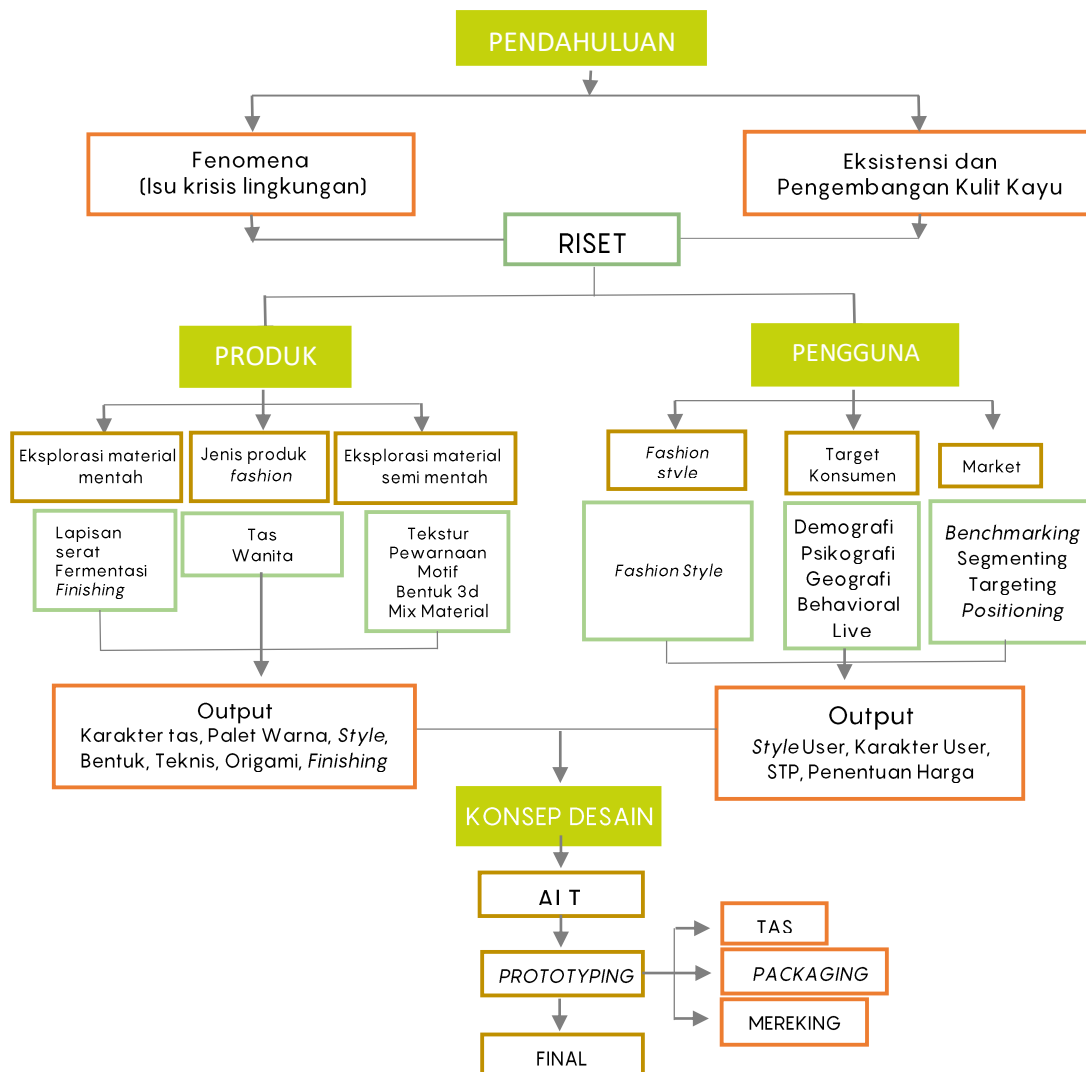 PENDAHULUAN
Fenomena
(Isu krisis lingkungan)
Eksistensi dan
Pengembangan Kulit Kayu
RISET
PRODUK
PENGGUNA
Eksplorasi material
mentah
Jenis produk
fashion
Eksplorasi material
semi mentah
Fashion
style
Target
Konsumen
Market
Lapisan
serat
Fermentasi
Finishing
Tas
Wanita
Tekstur
Pewarnaan
Motif
Bentuk 3d
Mix Material
Fashion Style
Demografi
Psikografi
Geografi
Behavioral
Live
Benchmarking
Segmenting
Targeting
Positioning
Output
Karakter tas, Palet Warna, Style,
Bentuk, Teknis, Origami, Finishing
Output
Style User, Karakter User,
STP, Penentuan Harga
KONSEP DESAIN
ALT
PROTOTYPING
TAS
PACKAGING
MEREKING
FINAL